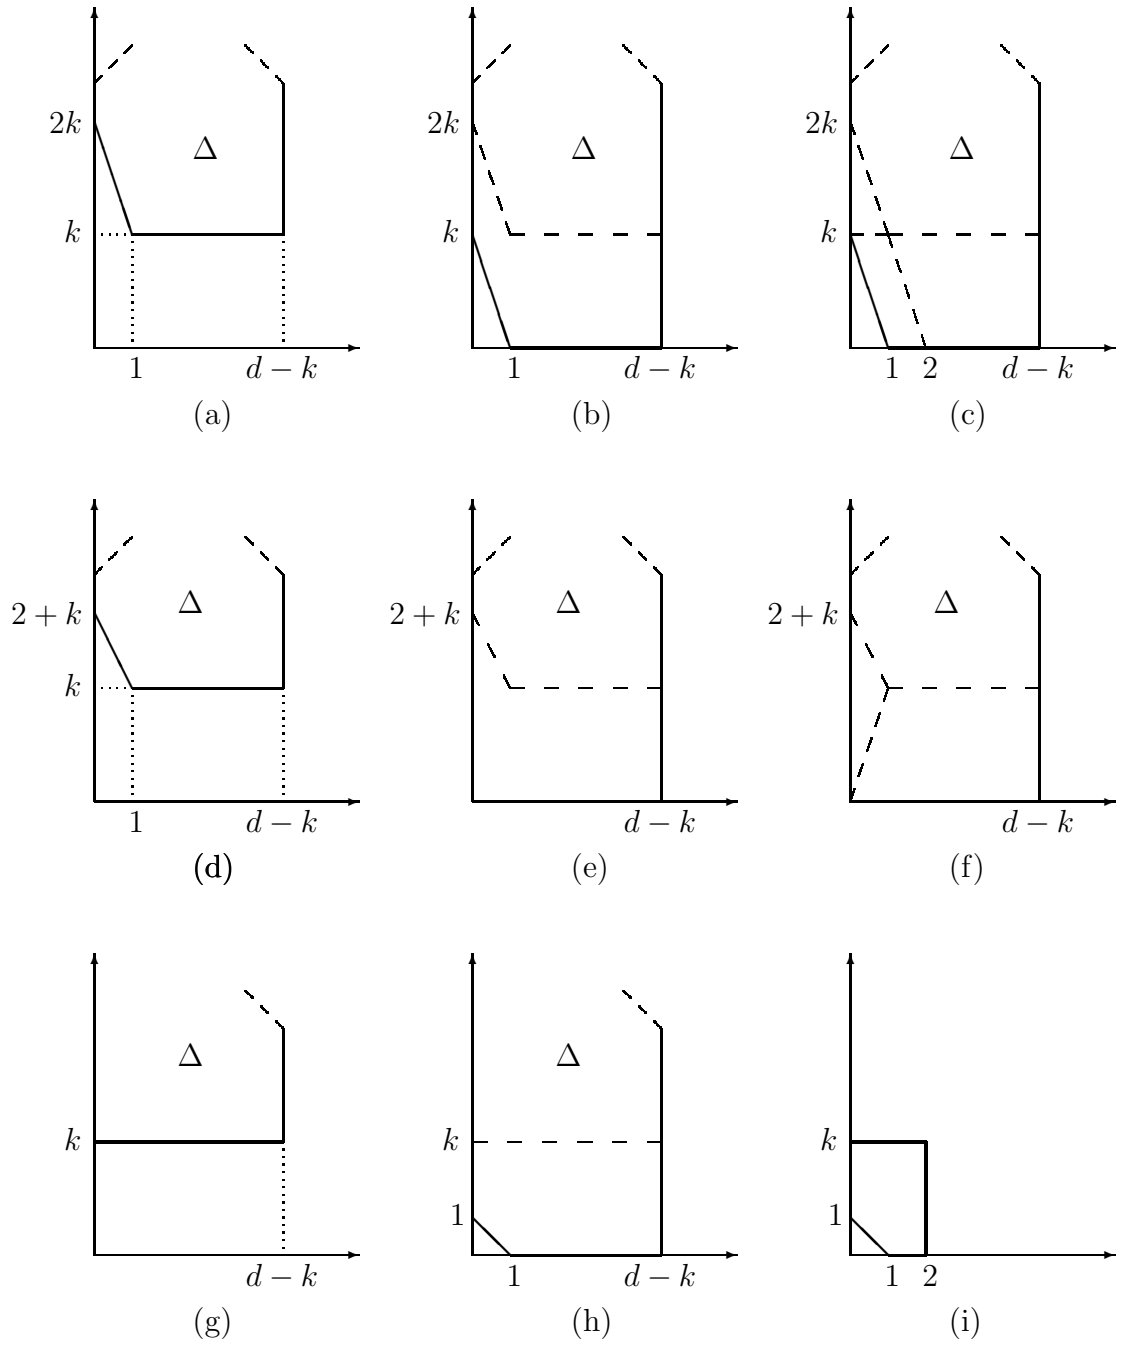 2k 2k 2k
Δ Δ Δ
k k k
1 d − k 1 d − k 1 2 d − k
(a) (b) (c)
Δ Δ Δ
2 + k 2 + k 2 + k
k
1 d − k d − k d − k
(d) (e) (f)
Δ Δ
k k k
1 1
d − k 1 d − k 1 2
(g) (h) (i)